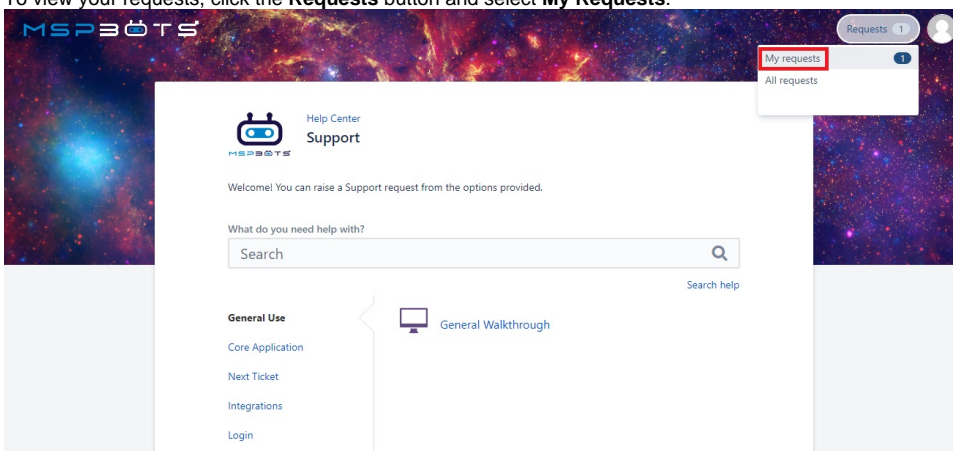 To view your requests, click the Requests button and select My Requests.
MSPBÖTS
Requests 1
My requests 1
All requests
Help Center
Support
MSPBÖTS
Welcome! You can raise a Support request from the options provided.
What do you need help with?
Search
Search help
General Use
General Walkthrough
Core Application
Next Ticket
Integrations
Login